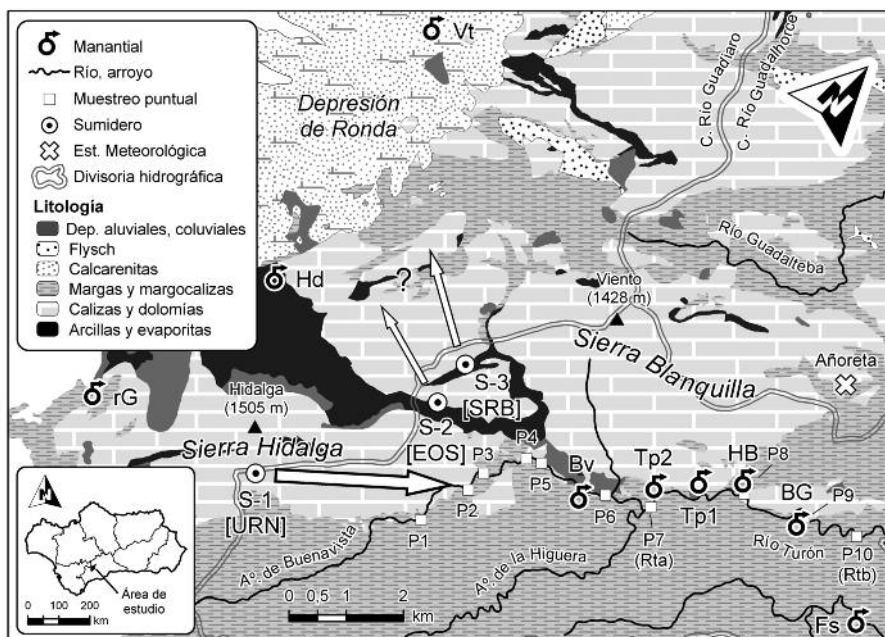 Manantial
Río, arroyo
Muestreo puntual
Sumidero
Est. Meteorológica
Divisoria hidrográfica
Litología
Dep. aluviales, coluviales
Flysch
Calcarenitas
Margas y margocalizas
Calizas y dolomías
Arcillas y evaporitas
Vt
Depresión
de Ronda
C. Río Guadiaro
C. Río Guadalhorce
N
Río Guadalteba
Hd
?
Viento
(1428 m)
Sierra Blanquilla
Añoreta
rG
Hidalga
(1505 m)
Sierra Hidalga
S-3
[SRB]
S-2
[EOS]
S-1
[URN]
P1
P2
P3
P4
P5
Bv
P6
Tp2
P7
(Rta)
Tp1
HB
P8
BG
P9
Río Turón
P10
(Rtb)
Aº. de Buenavista
Aº. de la Higuera
Fs
N
Área de
estudio
0 100 200
km
0 0,5 1 2
km